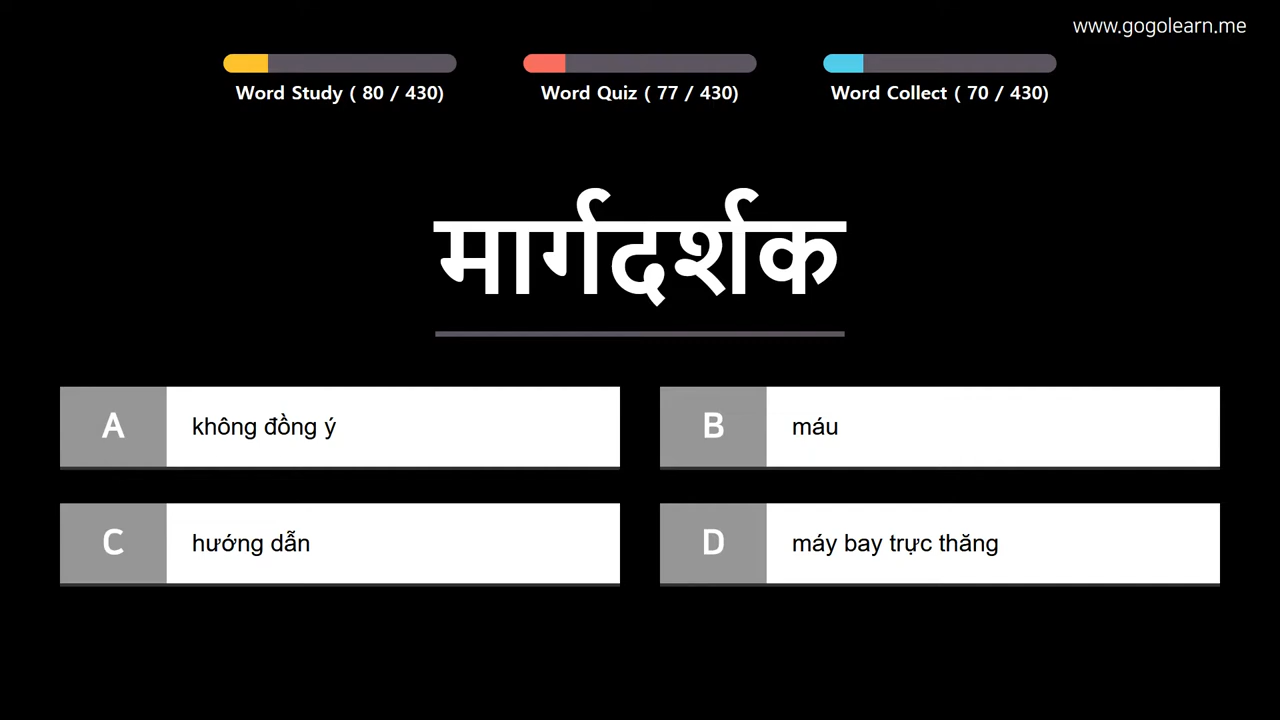 www.gogolearn.me
Word Study ( 80 / 430)
Word Quiz ( 77 / 430)
Word Collect ( 70 / 430)
मार्गदर्शक
A
không đồng ý
B
máu
C
hướng dẫn
D
máy bay trực thăng